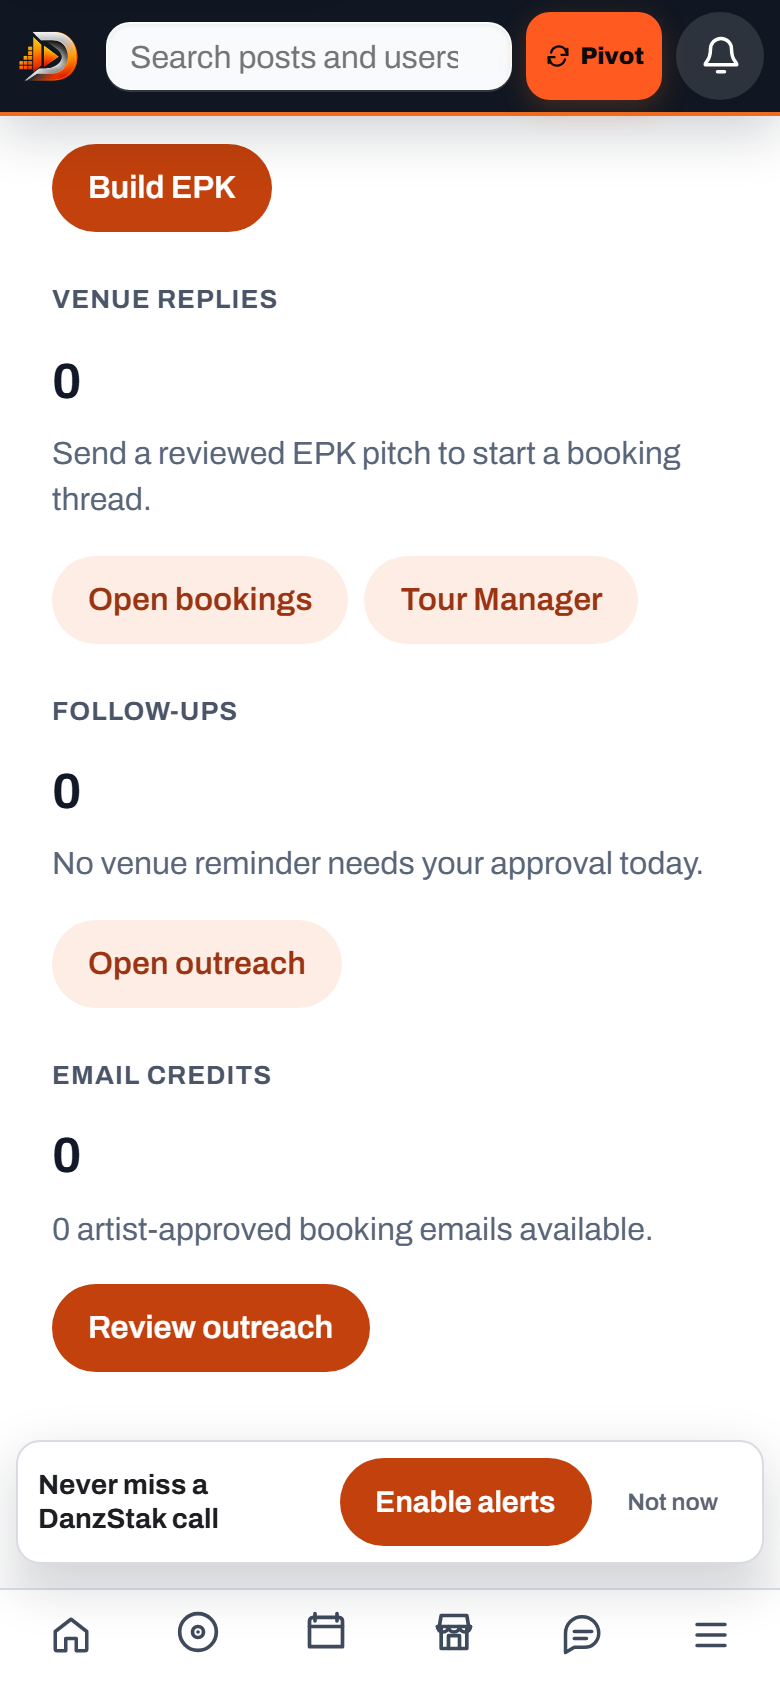 Search posts and users
Pivot
Build EPK
VENUE REPLIES
0
Send a reviewed EPK pitch to start a booking
thread.
Open bookings
Tour Manager
FOLLOW-UPS
0
No venue reminder needs your approval today.
Open outreach
EMAIL CREDITS
0
0 artist-approved booking emails available.
Review outreach
Never miss a
DanzStak call
Enable alerts
Not now